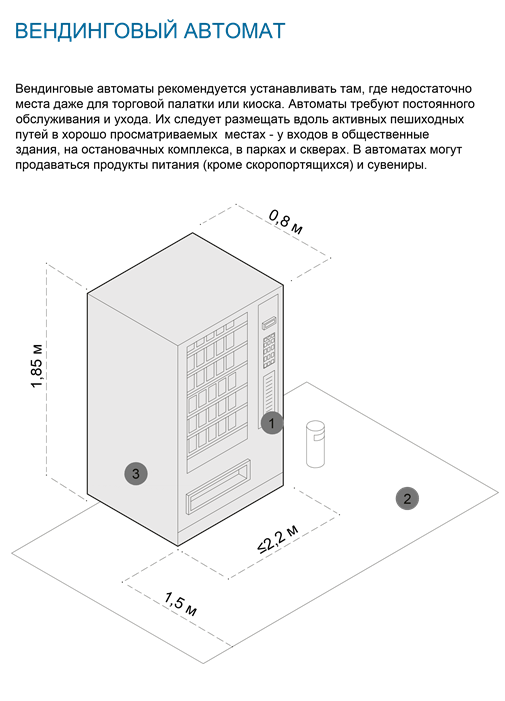 ВЕНДИНГОВЫЙ АВТОМАТ
Вендинговые автоматы рекомендуется устанавливать там, где недостаточно
места даже для торговой палатки или киоска. Автоматы требуют постоянного
обслуживания и ухода. Их следует размещать вдоль активных пешиходных
путей в хорошо просматриваемых местах - у входов в общественные
здания, на остановачных комплекса, в парках и скверах. В автоматах могут
продаваться продукты питания (кроме скоропортящихся) и сувениры.
0,8 м
1,85 м
1
3
2
≤2,2 м
1,5 м